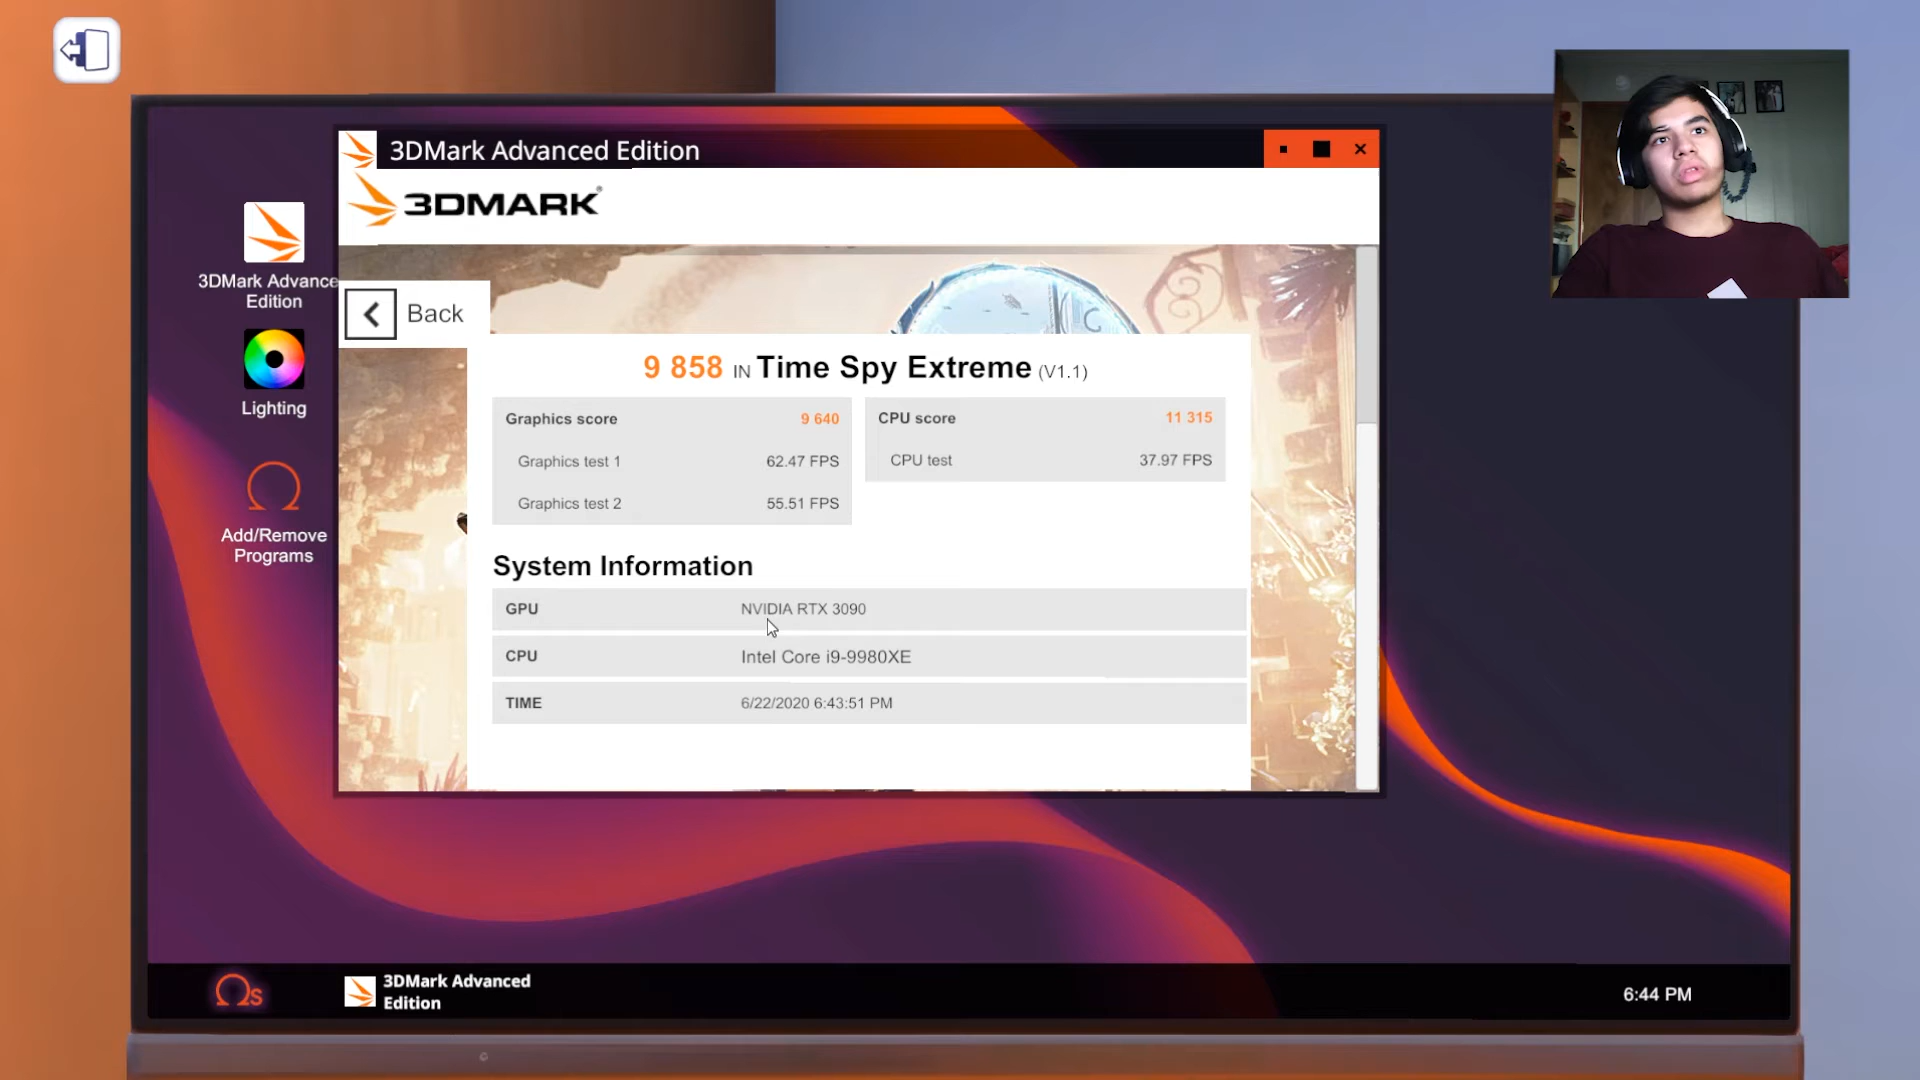 3DMark Advanced Edition
3DMARK®
3DMark Advance
Edition
Lighting
Add/Remove
Programs
Back
9 858 IN Time Spy Extreme (V1.1)
Graphics score 9 640
Graphics test 1 62.47 FPS
Graphics test 2 55.51 FPS
CPU score 11 315
CPU test 37.97 FPS
System Information
GPU NVIDIA RTX 3090
CPU Intel Core i9-9980XE
TIME 6/22/2020 6:43:51 PM
Ωs
3DMark Advanced
Edition
6:44 PM